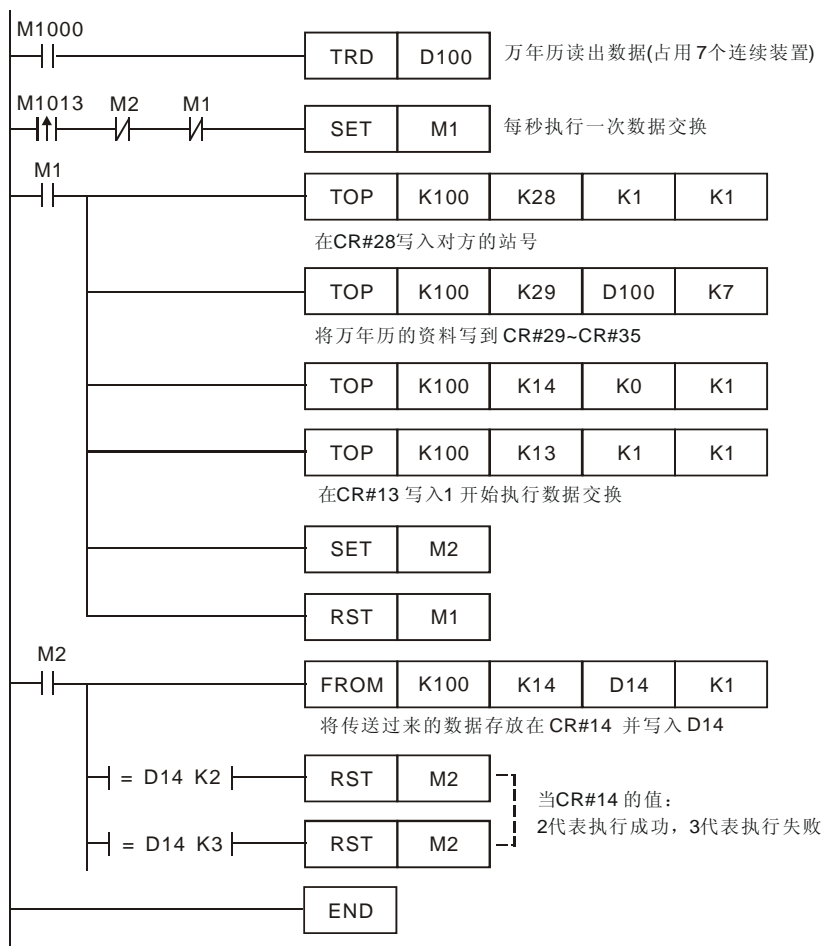 M1000
TRD D100 万年历读出数据(占用7个连续装置)
M1013 M2 M1
SET M1 每秒执行一次数据交换
M1
TOP K100 K28 K1 K1
在CR#28写入对方的站号
TOP K100 K29 D100 K7
将万年历的资料写到CR#29~CR#35
TOP K100 K14 K0 K1
TOP K100 K13 K1 K1
在CR#13写入1开始执行数据交换
SET M2
RST M1
M2
FROM K100 K14 D14 K1
将传送过来的数据存放在CR#14 并写入D14
= D14 K2 RST M2
当CR#14的值：
2代表执行成功，3代表执行失败
= D14 K3 RST M2
END